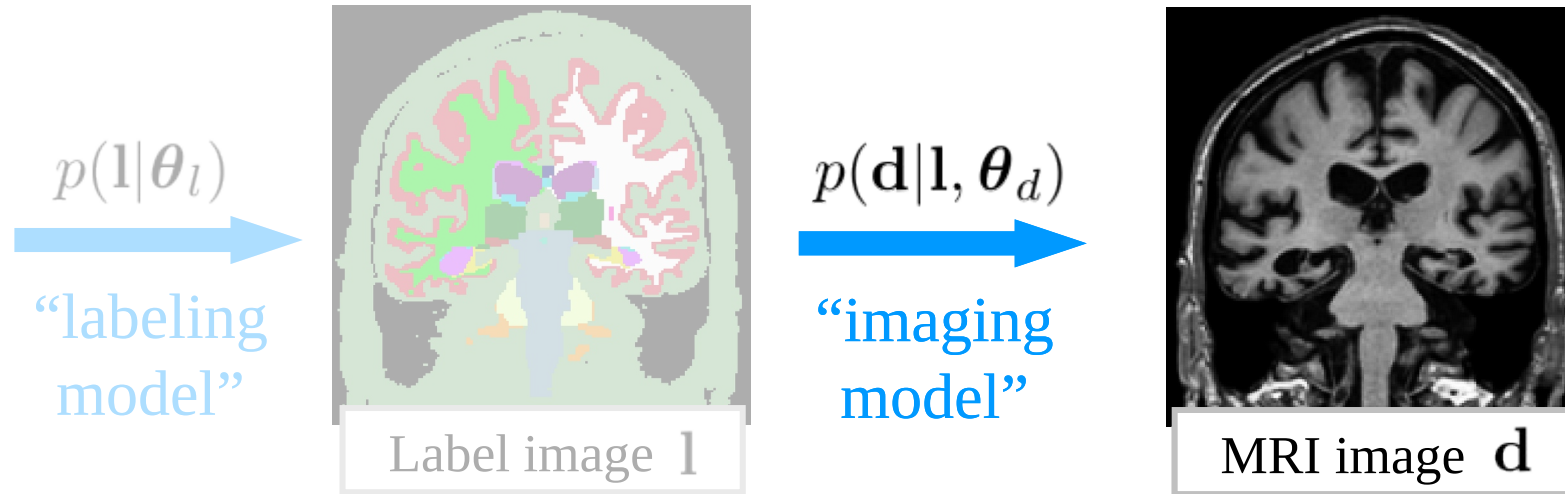 p(l|θ_l)
“labeling
model”
Label image l
p(d|l, θ_d)
“imaging
model”
MRI image d